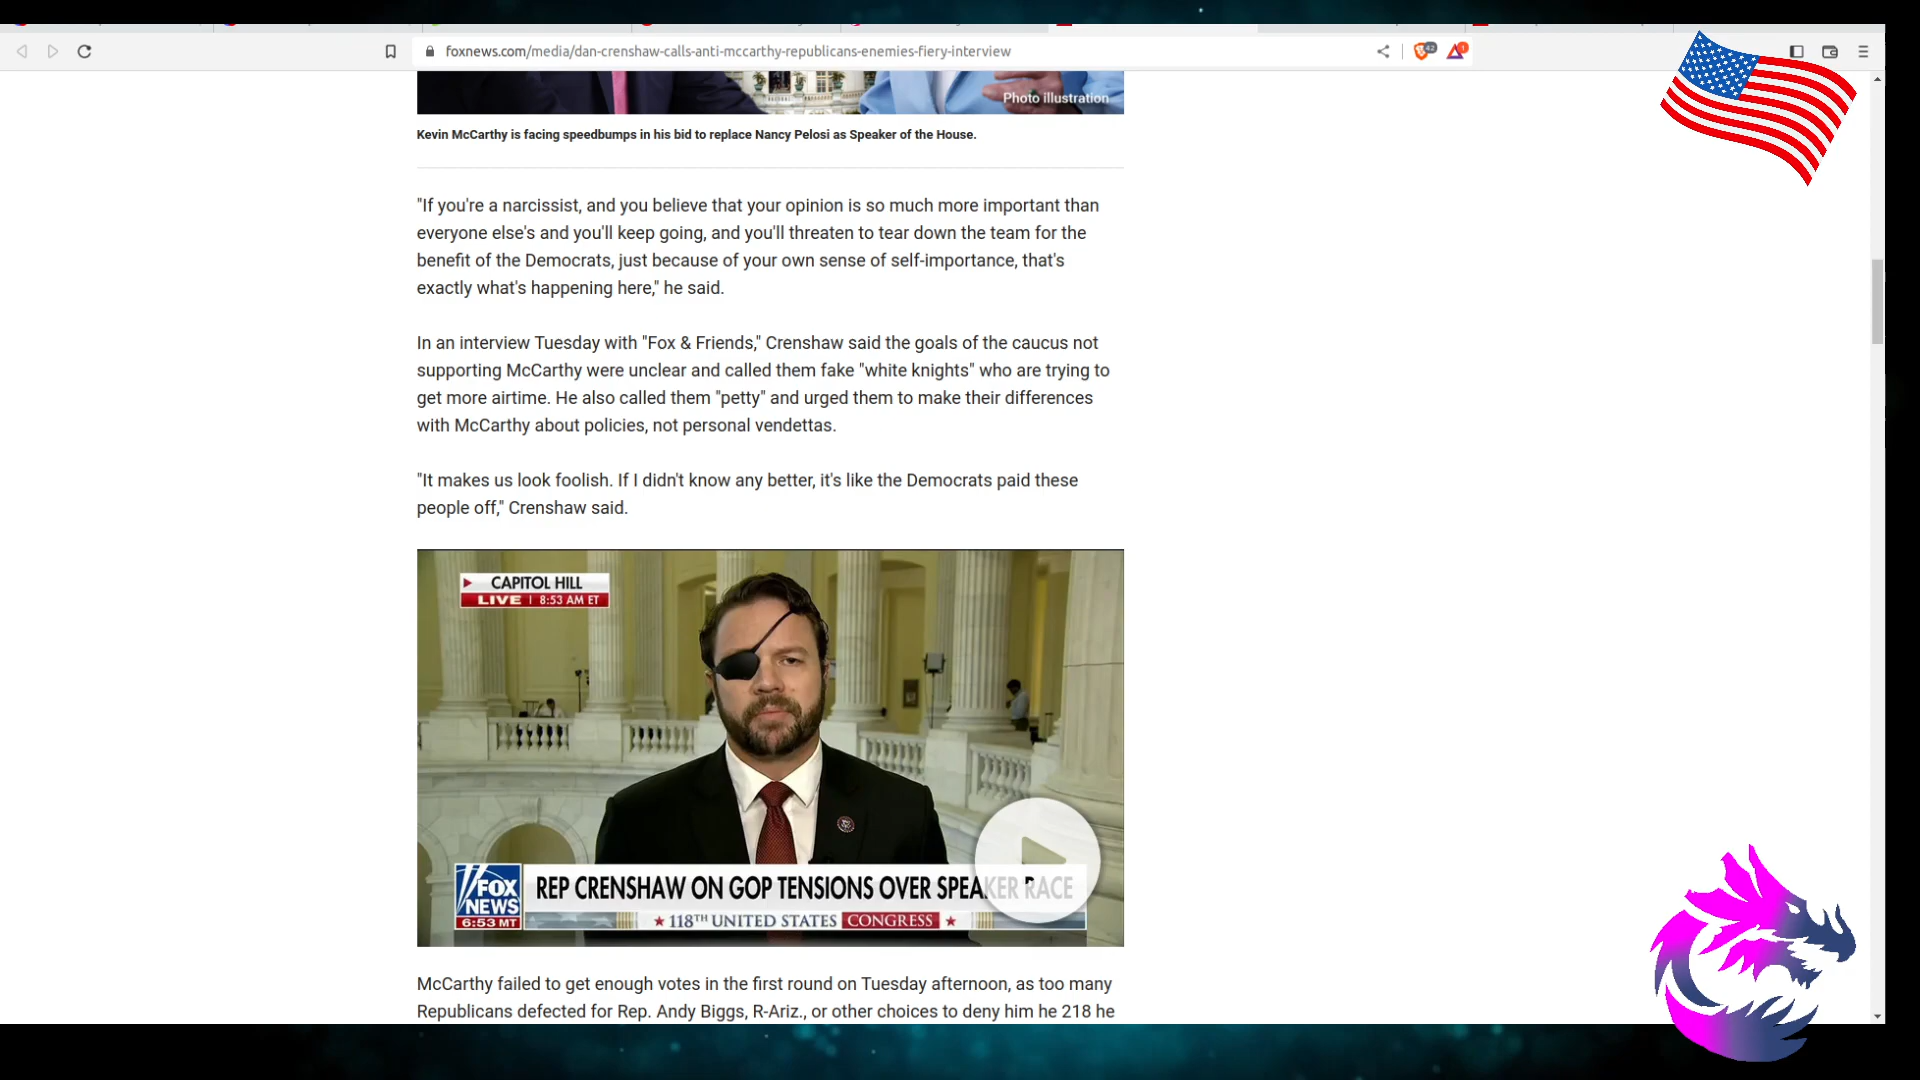 foxnews.com/media/dan-crenshaw-calls-anti-mccarthy-republicans-enemies-fiery-interview
42
1
Photo illustration
Kevin McCarthy is facing speedbumps in his bid to replace Nancy Pelosi as Speaker of the House.
"If you're a narcissist, and you believe that your opinion is so much more important than
everyone else's and you'll keep going, and you'll threaten to tear down the team for the
benefit of the Democrats, just because of your own sense of self-importance, that's
exactly what's happening here," he said.
In an interview Tuesday with "Fox & Friends," Crenshaw said the goals of the caucus not
supporting McCarthy were unclear and called them fake "white knights" who are trying to
get more airtime. He also called them "petty" and urged them to make their differences
with McCarthy about policies, not personal vendettas.
"It makes us look foolish. If I didn't know any better, it's like the Democrats paid these
people off," Crenshaw said.
CAPITOL HILL
LIVE | 8:53 AM ET
FOX
NEWS
6:53 MT
REP CRENSHAW ON GOP TENSIONS OVER SPEAKER RACE
118TH UNITED STATES CONGRESS
McCarthy failed to get enough votes in the first round on Tuesday afternoon, as too many
Republicans defected for Rep. Andy Biggs, R-Ariz., or other choices to deny him he 218 he